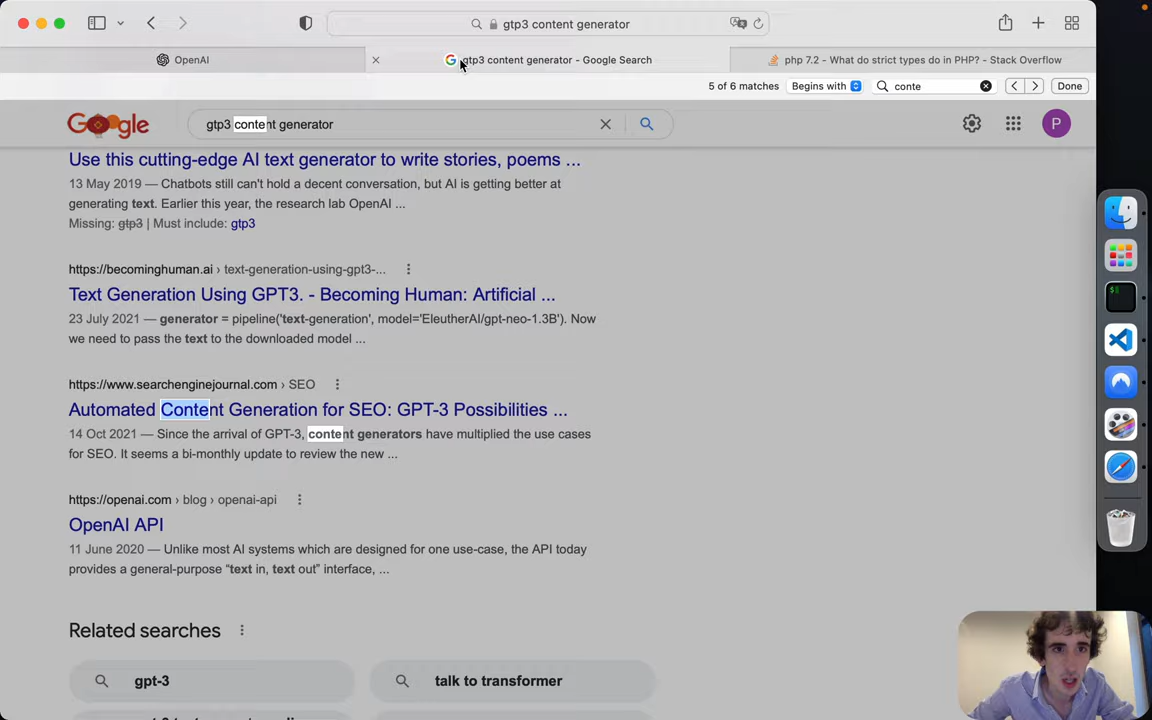 gtp3 content generator
OpenAI
gtp3 content generator - Google Search
php 7.2 - What do strict types do in PHP? - Stack Overflow
5 of 6 matches
Begins with
conte
Done
Google
gtp3 content generator
P
Use this cutting-edge AI text generator to write stories, poems ...
13 May 2019 — Chatbots still can't hold a decent conversation, but AI is getting better at
generating text. Earlier this year, the research lab OpenAI ...
Missing: gtp3 | Must include: gtp3
https://becominghuman.ai › text-generation-using-gpt3-...
Text Generation Using GPT3. - Becoming Human: Artificial ...
23 July 2021 — generator = pipeline('text-generation', model='EleutherAI/gpt-neo-1.3B'). Now
we need to pass the text to the downloaded model ...
https://www.searchenginejournal.com › SEO
Automated Content Generation for SEO: GPT-3 Possibilities ...
14 Oct 2021 — Since the arrival of GPT-3, content generators have multiplied the use cases
for SEO. It seems a bi-monthly update to review the new ...
https://openai.com › blog › openai-api
OpenAI API
11 June 2020 — Unlike most AI systems which are designed for one use-case, the API today
provides a general-purpose “text in, text out” interface, ...
Related searches
gpt-3
talk to transformer